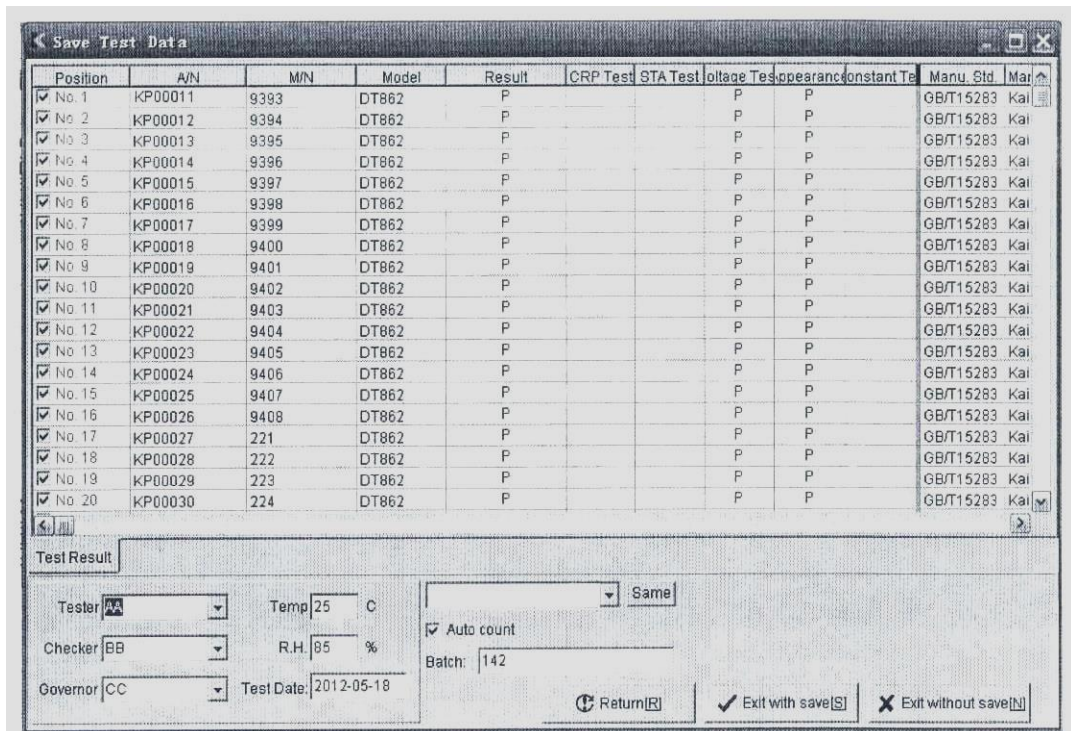 Save Test Data
Position A/N M/N Model Result CRP Test STA Test oltage Tes ppearance onstant Te Manu. Std. Mar
No. 1 KP00011 9393 DT862 P P P GB/T15283 Kai
No. 2 KP00012 9394 DT862 P P P GB/T15283 Kai
No. 3 KP00013 9395 DT862 P P P GB/T15283 Kai
No. 4 KP00014 9396 DT862 P P P GB/T15283 Kai
No. 5 KP00015 9397 DT862 P P P GB/T15283 Kai
No. 6 KP00016 9398 DT862 P P P GB/T15283 Kai
No. 7 KP00017 9399 DT862 P P P GB/T15283 Kai
No. 8 KP00018 9400 DT862 P P P GB/T15283 Kai
No. 9 KP00019 9401 DT862 P P P GB/T15283 Kai
No. 10 KP00020 9402 DT862 P P P GB/T15283 Kai
No. 11 KP00021 9403 DT862 P P P GB/T15283 Kai
No. 12 KP00022 9404 DT862 P P P GB/T15283 Kai
No. 13 KP00023 9405 DT862 P P P GB/T15283 Kai
No. 14 KP00024 9406 DT862 P P P GB/T15283 Kai
No. 15 KP00025 9407 DT862 P P P GB/T15283 Kai
No. 16 KP00026 9408 DT862 P P P GB/T15283 Kai
No. 17 KP00027 221 DT862 P P P GB/T15283 Kai
No. 18 KP00028 222 DT862 P P P GB/T15283 Kai
No. 19 KP00029 223 DT862 P P P GB/T15283 Kai
No. 20 KP00030 224 DT862 P P P GB/T15283 Kai
Test Result
Tester AA Temp 25 C Same
Auto count
Checker BB R.H. 85 %
Batch: 142
Governor CC Test Date: 2012-05-18
Return[R] Exit with save[S] Exit without save[N]